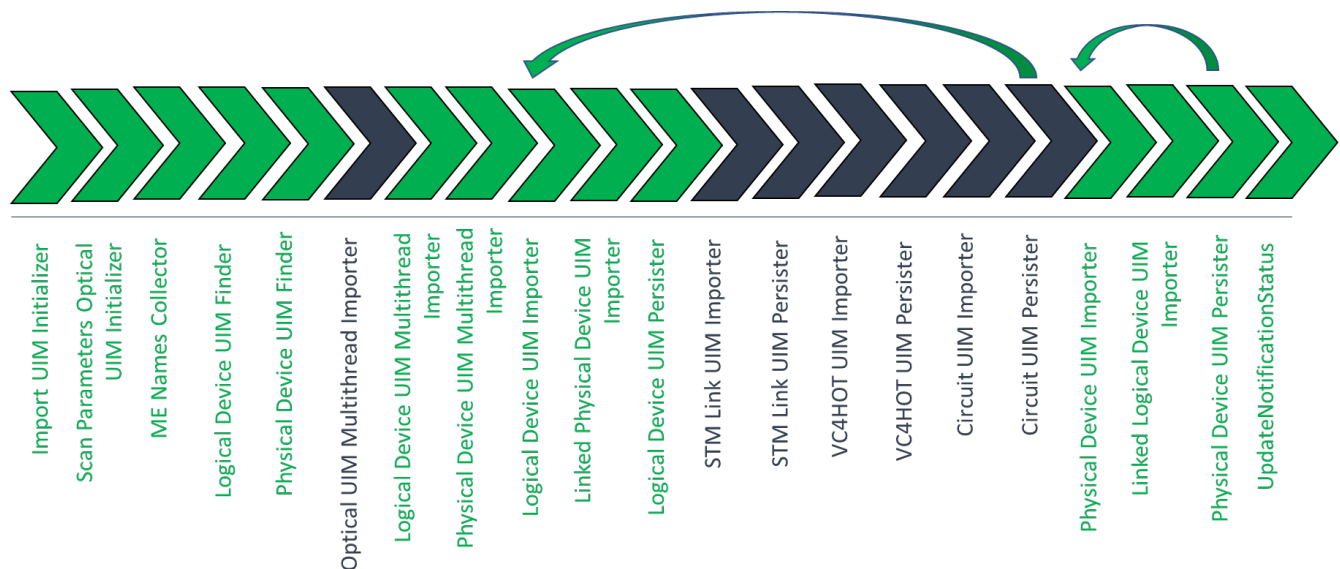 Import UIM Initializer
Scan Parameters Optical
UIM Initializer
ME Names Collector
Logical Device UIM Finder
Physical Device UIM Finder
Optical UIM Multithread Importer
Logical Device UIM Multithread
Importer
Physical Device UIM Multithread
Importer
Logical Device UIM Importer
Linked Physical Device UIM
Importer
Logical Device UIM Persister
STM Link UIM Importer
STM Link UIM Persister
VC4HOT UIM Importer
VC4HOT UIM Persister
Circuit UIM Importer
Circuit UIM Persister
Physical Device UIM Importer
Linked Logical Device UIM
Importer
Physical Device UIM Persister
UpdateNotificationStatus